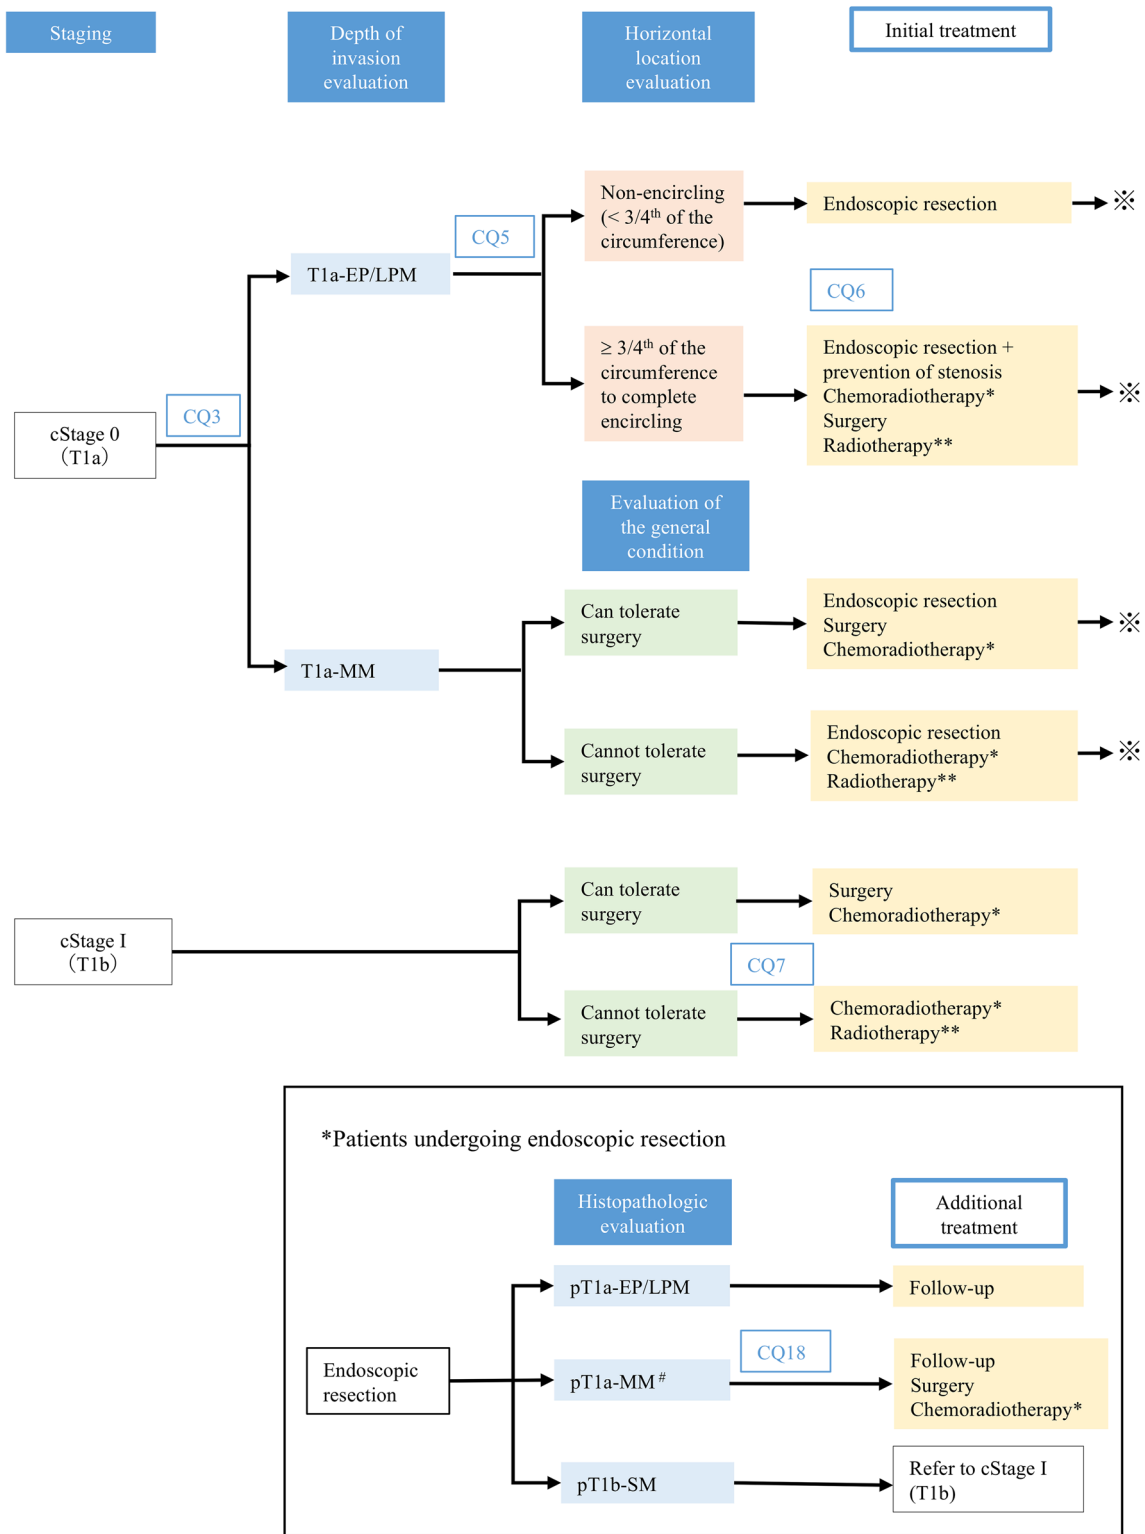 Staging
Depth of
invasion
evaluation
Horizontal
location
evaluation
Initial treatment
Non-encircling
(< 3/4th of the
circumference)
Endoscopic resection
※
CQ5
T1a-EP/LPM
CQ6
≥ 3/4th of the
circumference
to complete
encircling
Endoscopic resection +
prevention of stenosis
Chemoradiotherapy*
Surgery
Radiotherapy**
※
CQ3
cStage 0
（T1a）
Evaluation of
the general
condition
Can tolerate
surgery
Endoscopic resection
Surgery
Chemoradiotherapy*
※
T1a-MM
Cannot tolerate
surgery
Endoscopic resection
Chemoradiotherapy*
Radiotherapy**
※
Can tolerate
surgery
Surgery
Chemoradiotherapy*
cStage I
（T1b）
CQ7
Cannot tolerate
surgery
Chemoradiotherapy*
Radiotherapy**
*Patients undergoing endoscopic resection
Histopathologic
evaluation
Additional
treatment
pT1a-EP/LPM
Follow-up
Endoscopic
resection
CQ18
pT1a-MM #
Follow-up
Surgery
Chemoradiotherapy*
pT1b-SM
Refer to cStage I
(T1b)